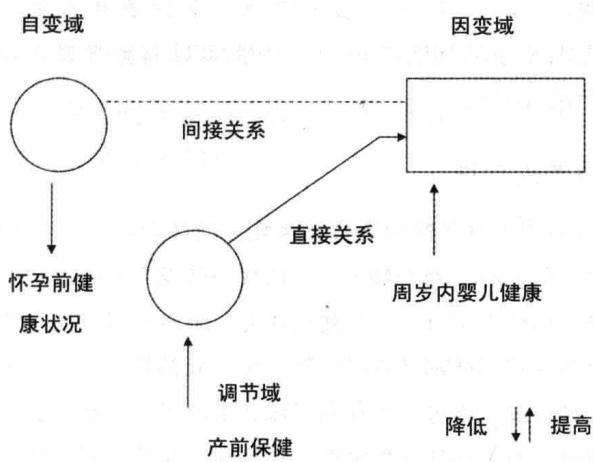 自变域
因变域
间接关系
直接关系
怀孕前健
康状况
周岁内婴儿健康
调节域
产前保健
降低
提高